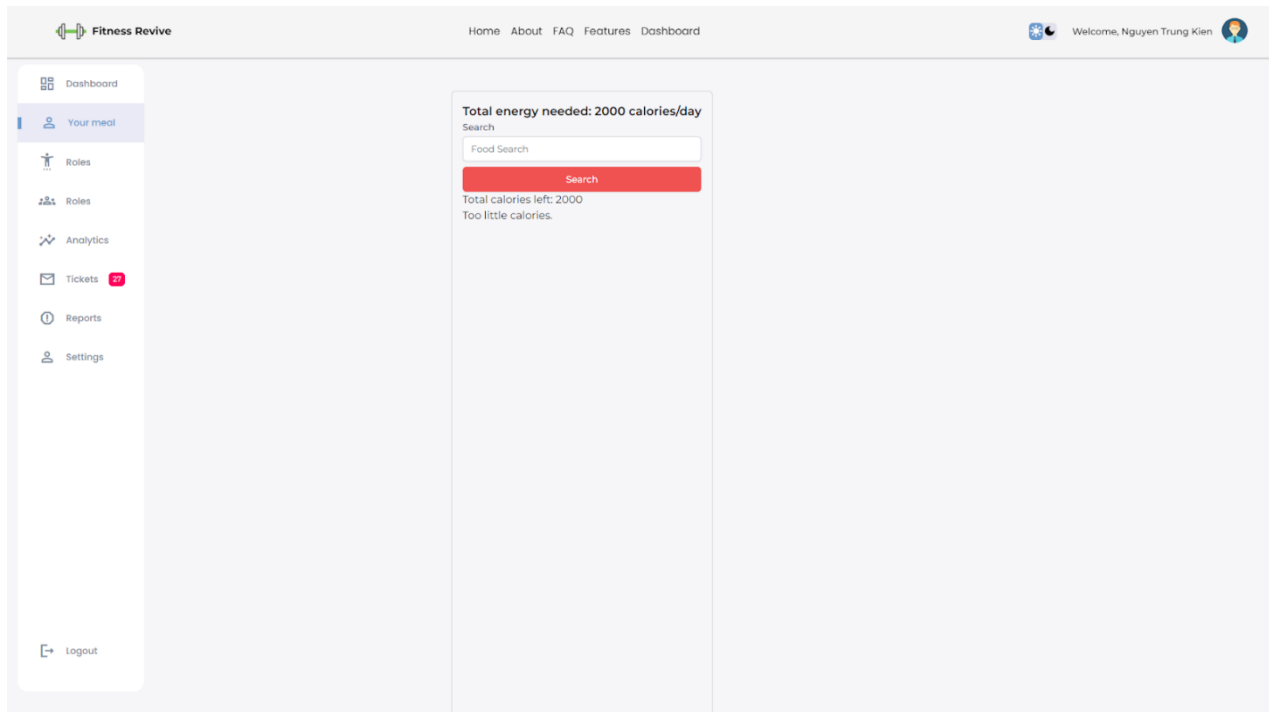 Fitness Revive
Home About FAQ Features Dashboard
Welcome, Nguyen Trung Kien
Dashboard
Your meal
Roles
Roles
Analytics
Tickets 27
Reports
Settings
Logout
Total energy needed: 2000 calories/day
Search
Food Search
Search
Total calories left: 2000
Too little calories.